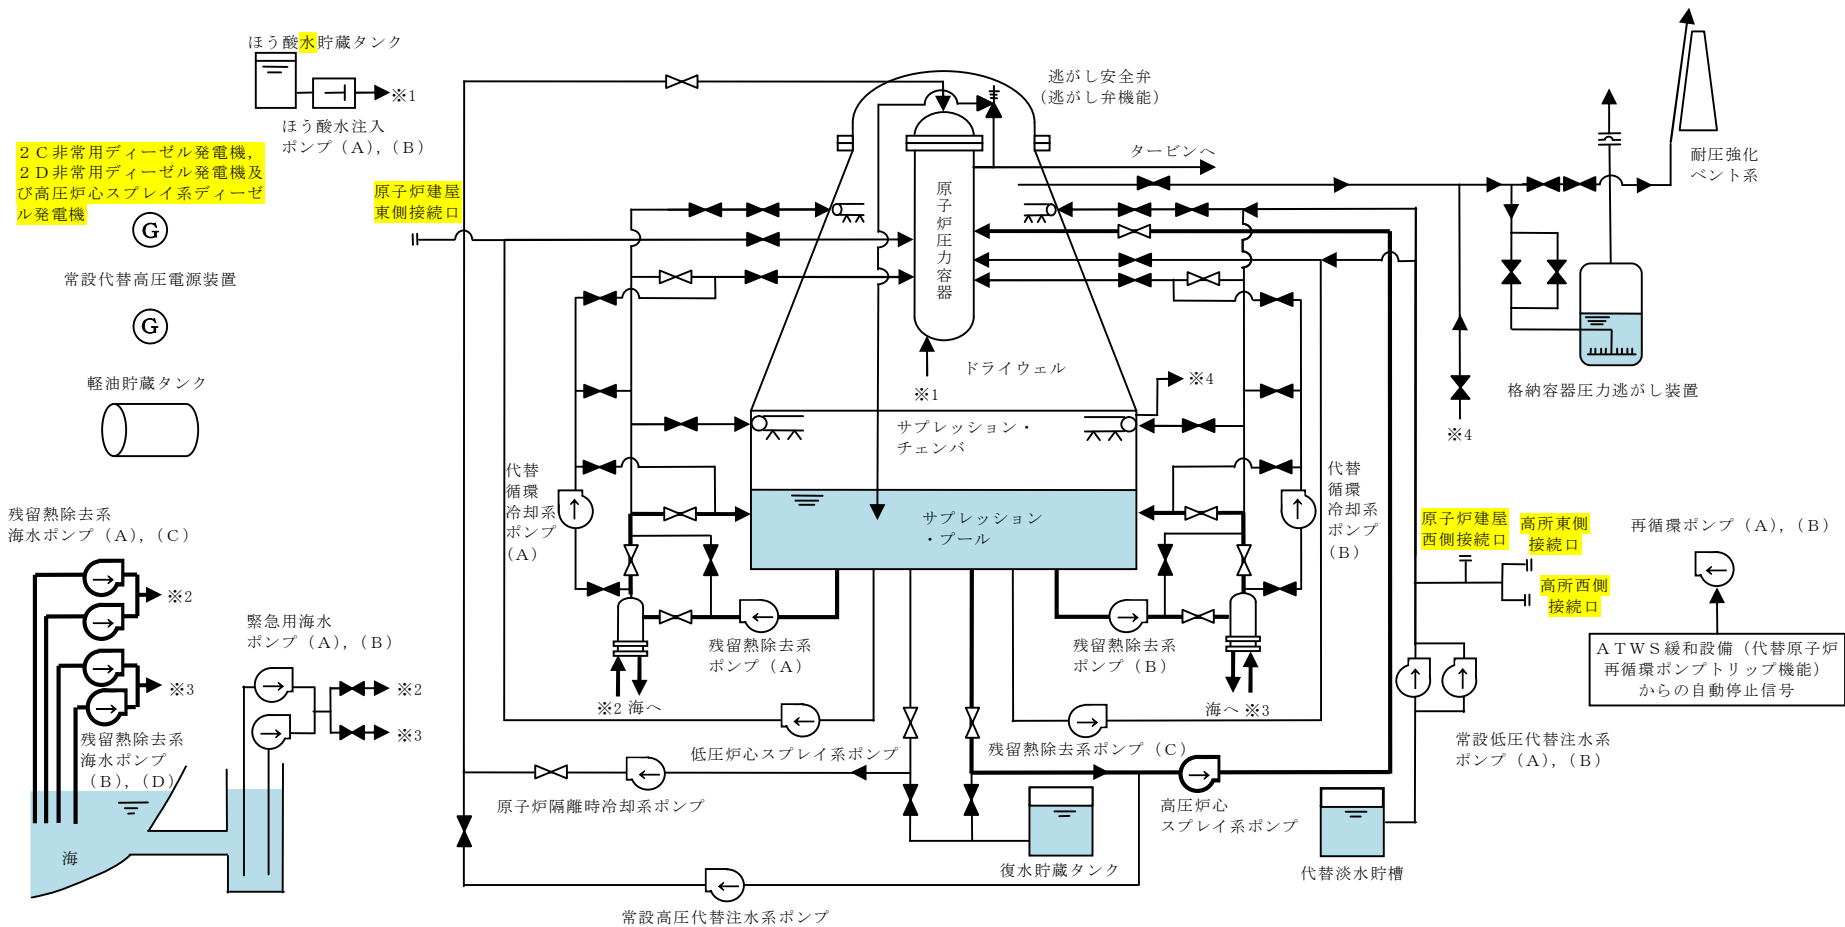 ほう酸水貯蔵タンク
※1
ほう酸水注入
ポンプ（A），（B）
２C非常用ディーゼル発電機，
２D非常用ディーゼル発電機及
び高圧炉心スプレイ系ディーゼ
ル発電機
G
常設代替高圧電源装置
G
軽油貯蔵タンク
原子炉建屋
東側接続口
逃がし安全弁
（逃がし弁機能）
タービンへ
原子炉圧力容器
ドライウェル
※1
※4
サプレッション・
チェンバ
サプレッション
・プール
耐圧強化
ベント系
格納容器圧力逃がし装置
※4
代替
循環
冷却系
ポンプ
（A）
代替
循環
冷却系
ポンプ
（B）
残留熱除去系
海水ポンプ（A），（C）
※2
※3
残留熱除去系
海水ポンプ
（B），（D）
海
緊急用海水
ポンプ（A），（B）
※2
※3
残留熱除去系
ポンプ（A）
※2 海へ
残留熱除去系
ポンプ（B）
海へ ※3
低圧炉心スプレイ系ポンプ
残留熱除去系ポンプ（C）
原子炉隔離時冷却系ポンプ
高圧炉心
スプレイ系ポンプ
復水貯蔵タンク
常設高圧代替注水系ポンプ
原子炉建屋
西側接続口
高所東側
接続口
高所西側
接続口
常設低圧代替注水系
ポンプ（A），（B）
代替淡水貯槽
再循環ポンプ（A），（B）
ATWS緩和設備（代替原子炉
再循環ポンプトリップ機能）
からの自動停止信号